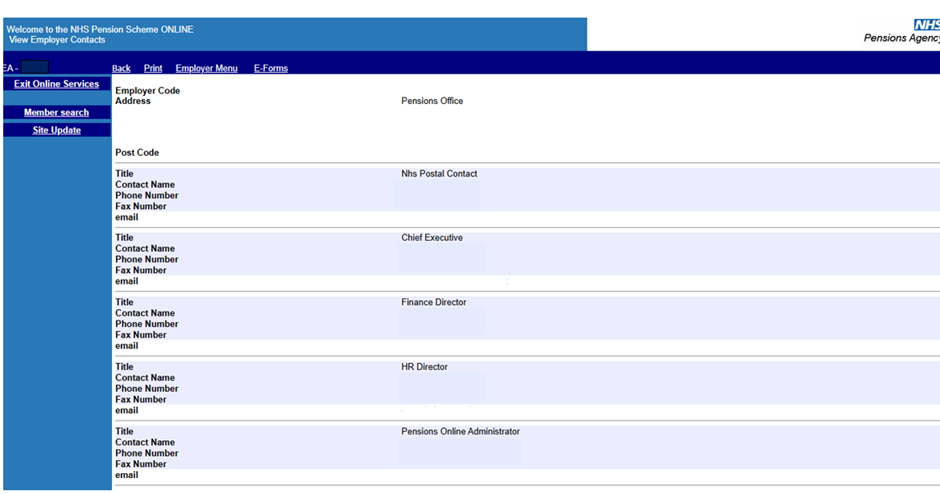 Welcome to the NHS Pension Scheme ONLINE
View Employer Contacts
NHS
Pensions Agency
EA -
Back Print Employer Menu E-Forms
Exit Online Services
Member search
Site Update
Employer Code
Address Pensions Office
Post Code
Title Nhs Postal Contact
Contact Name
Phone Number
Fax Number
email
Title Chief Executive
Contact Name
Phone Number
Fax Number
email
Title Finance Director
Contact Name
Phone Number
Fax Number
email
Title HR Director
Contact Name
Phone Number
Fax Number
email
Title Pensions Online Administrator
Contact Name
Phone Number
Fax Number
email